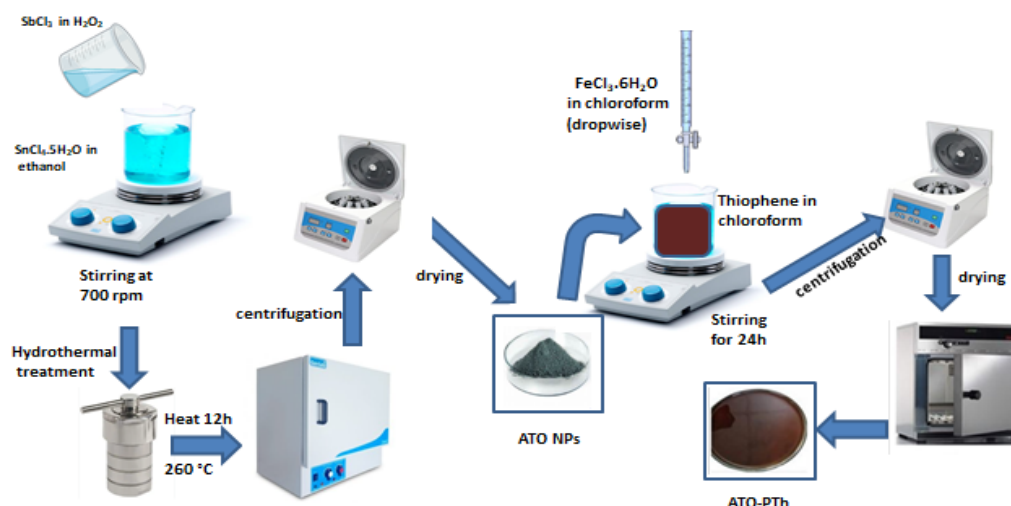 SbCl₃ in H₂O₂
SnCl₄.5H₂O in
ethanol
Stirring at
700 rpm
Hydrothermal
treatment
Heat 12h
260 °C
centrifugation
drying
ATO NPs
FeCl₃.6H₂O
in chloroform
(dropwise)
Thiophene in
chloroform
Stirring
for 24h
centrifugation
drying
ATO-PTh